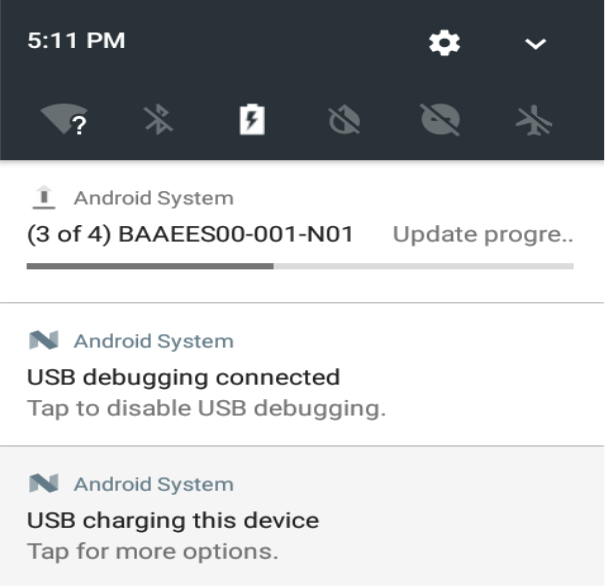 5:11 PM
?
Android System
(3 of 4) BAAEES00-001-N01 Update progre..
Android System
USB debugging connected
Tap to disable USB debugging.
Android System
USB charging this device
Tap for more options.